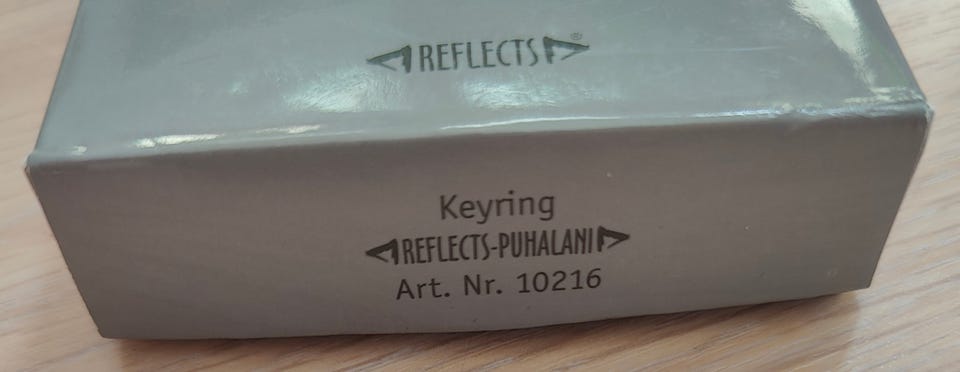 REFLECTS®
Keyring
REFLECTS-PUHALANI
Art. Nr. 10216